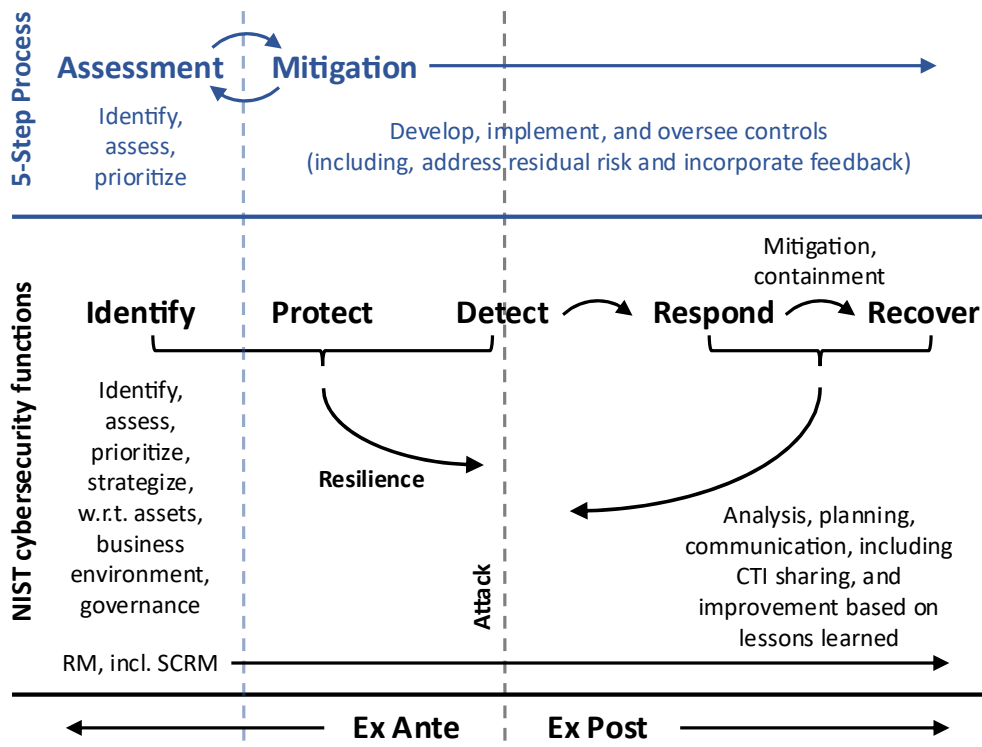 5-Step Process
Assessment
Mitigation
Identify,
assess,
prioritize
Develop, implement, and oversee controls
(including, address residual risk and incorporate feedback)
NIST cybersecurity functions
Mitigation,
containment
Identify
Protect
Detect
Respond
Recover
Identify,
assess,
prioritize,
strategize,
w.r.t. assets,
business
environment,
governance
Resilience
Attack
Analysis, planning,
communication, including
CTI sharing, and
improvement based on
lessons learned
RM, incl. SCRM
Ex Ante
Ex Post